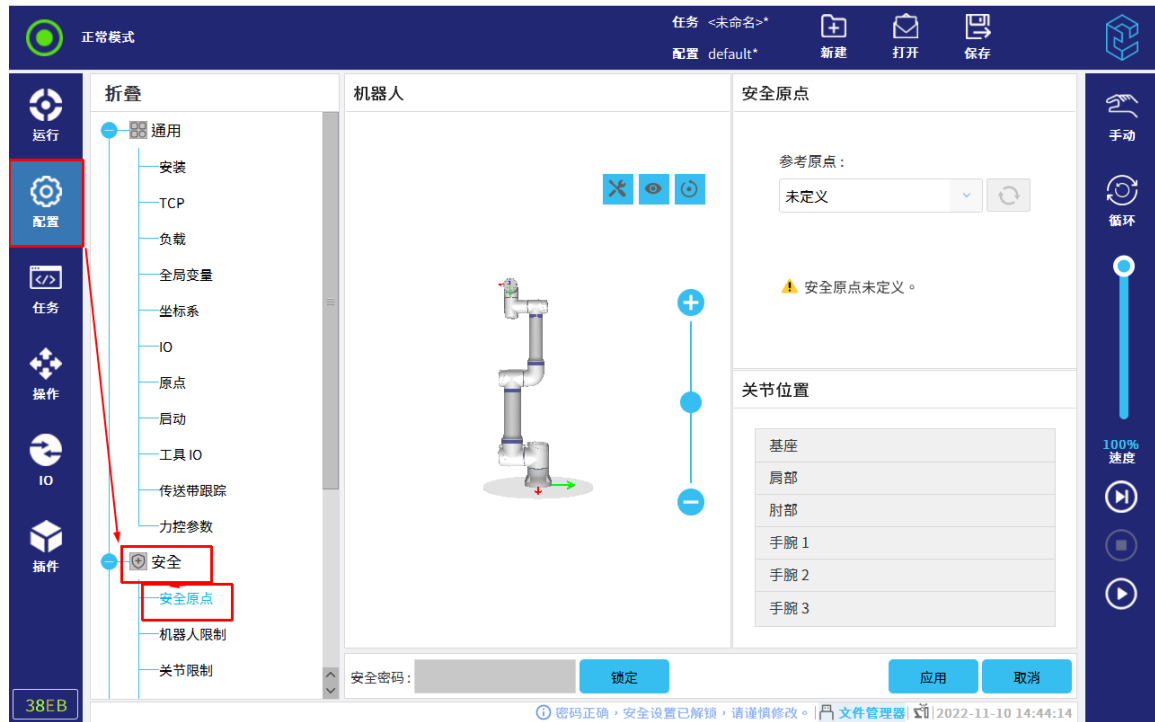 正常模式
任务 <未命名>*
配置 default*
新建
打开
保存
运行
配置
任务
操作
IO
插件
38EB
折叠
通用
安装
TCP
负载
全局变量
坐标系
IO
原点
启动
工具 IO
传送带跟踪
力控参数
安全
安全原点
机器人限制
关节限制
机器人
安全原点
参考原点 :
未定义
安全原点未定义。
关节位置
基座
肩部
肘部
手腕 1
手腕 2
手腕 3
安全密码 :
锁定
应用
取消
密码正确，安全设置已解锁，请谨慎修改。
文件管理器
2022-11-10 14:44:14
手动
循环
100%
速度